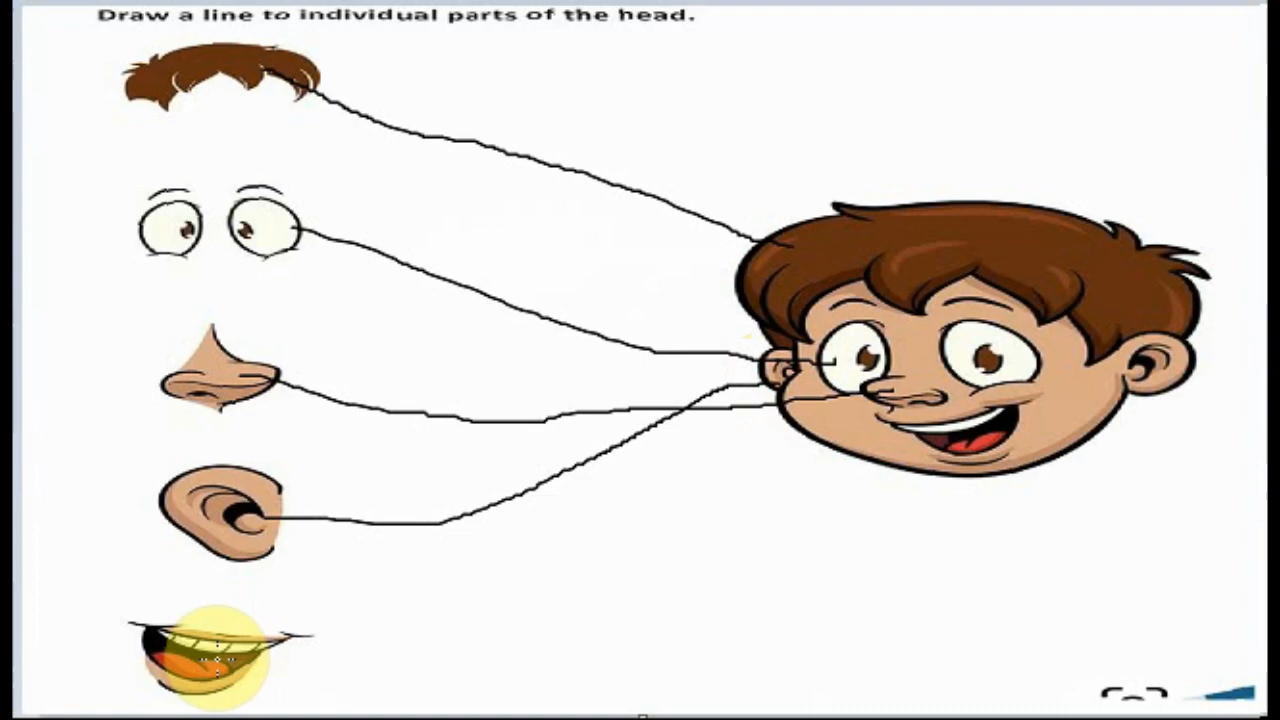 Draw a line to individual parts of the head.